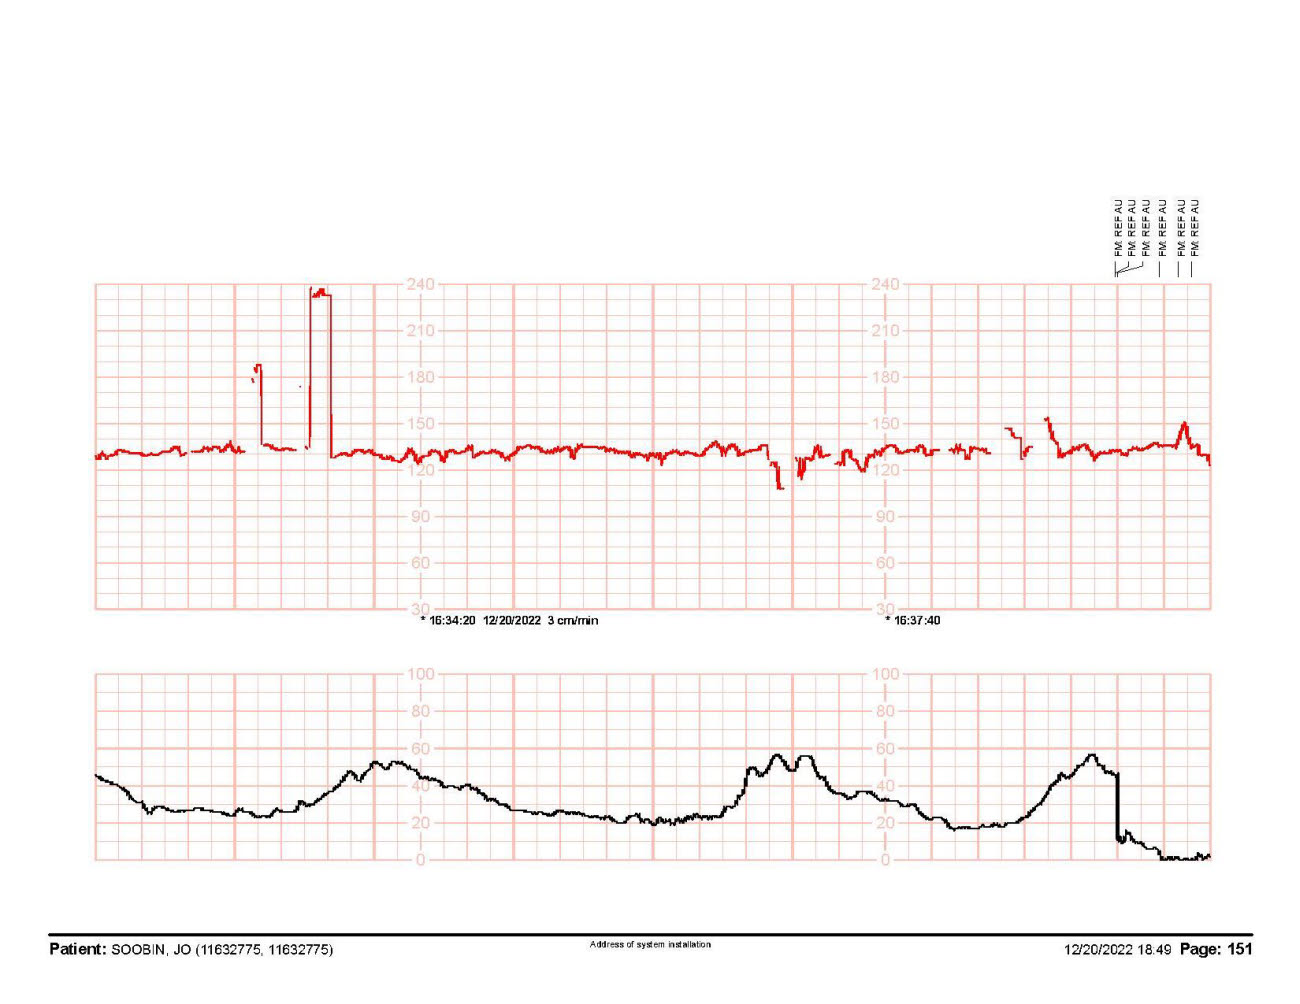 FM: REF AU
FM: REF AU
FM: REF AU
FM: REF AU
FM: REF AU
FM: REF AU
240 240
210 210
180 180
150 150
120 120
90 90
60 60
30 30
* 16:34:20 12/20/2022 3 cm/min * 16:37:40
100 100
80 80
60 60
40 40
20 20
0 0
Patient: SOOBIN, JO (11632775, 11632775) Address of system installation 12/20/2022 18:49 Page: 151